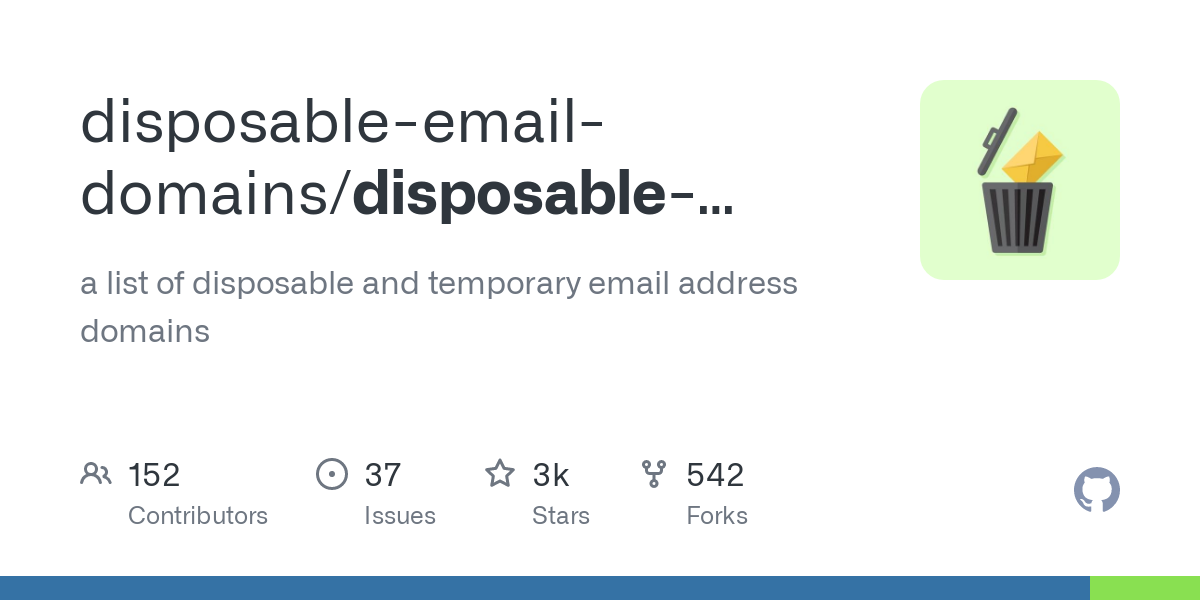 disposable-email-
domains/disposable-...
a list of disposable and temporary email address
domains
152 37 3k 542
Contributors Issues Stars Forks